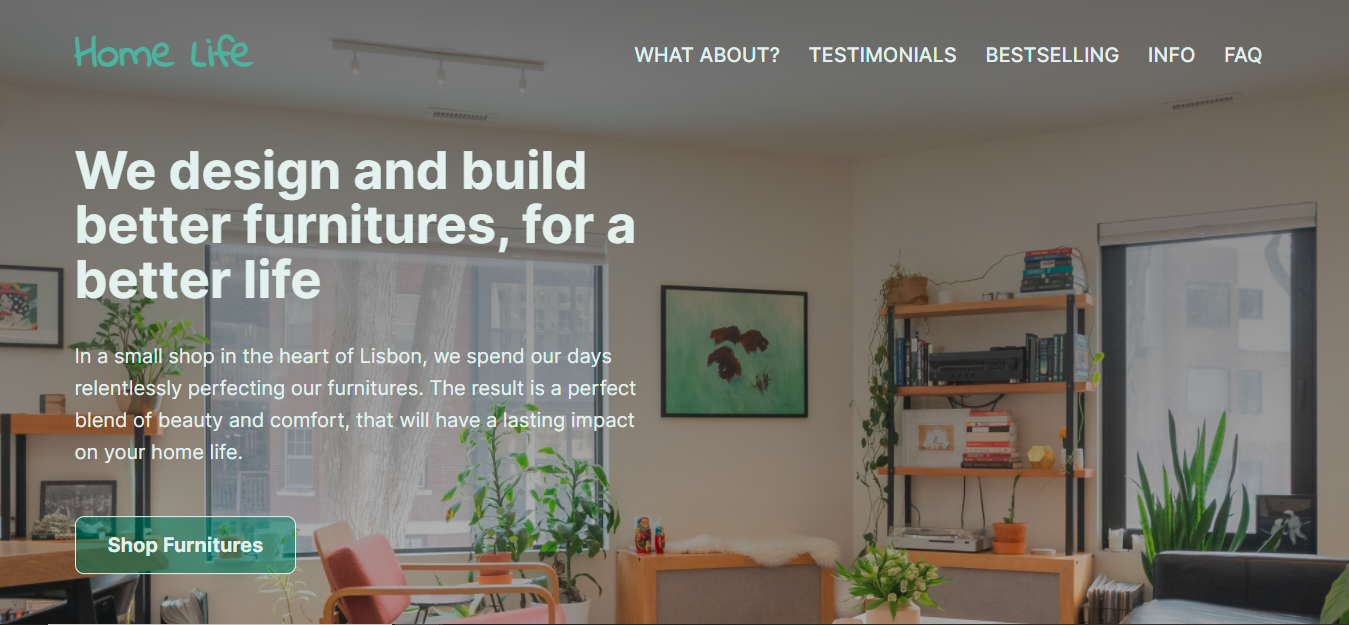 Home Life
WHAT ABOUT?
TESTIMONIALS
BESTSELLING
INFO
FAQ
We design and build
better furnitures, for a
better life
In a small shop in the heart of Lisbon, we spend our days
relentlessly perfecting our furnitures. The result is a perfect
blend of beauty and comfort, that will have a lasting impact
on your home life.
Shop Furnitures